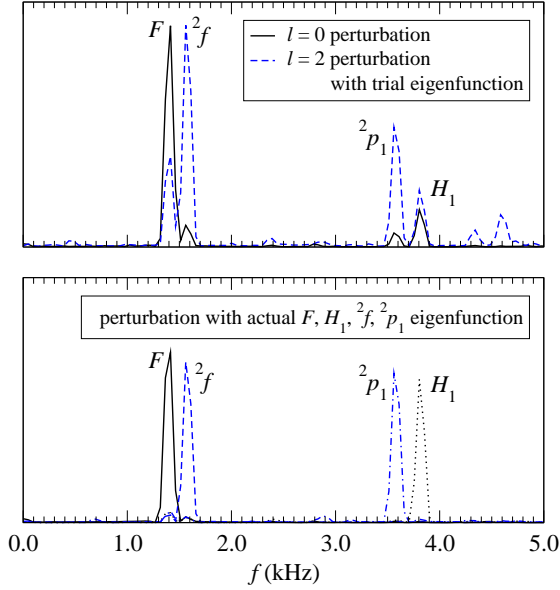 F
²f
l = 0 perturbation
l = 2 perturbation
with trial eigenfunction
²p₁
H₁
perturbation with actual F, H₁, ²f, ²p₁ eigenfunction
F
²f
²p₁
H₁
0.0 1.0 2.0 3.0 4.0 5.0
f (kHz)